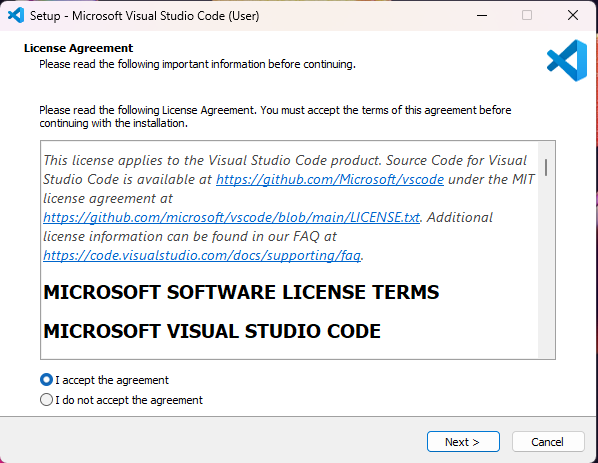 Setup - Microsoft Visual Studio Code (User)
License Agreement
Please read the following important information before continuing.
Please read the following License Agreement. You must accept the terms of this agreement before
continuing with the installation.
This license applies to the Visual Studio Code product. Source Code for Visual
Studio Code is available at https://github.com/Microsoft/vscode under the MIT
license agreement at
https://github.com/microsoft/vscode/blob/main/LICENSE.txt. Additional
license information can be found in our FAQ at
https://code.visualstudio.com/docs/supporting/faq.
MICROSOFT SOFTWARE LICENSE TERMS
MICROSOFT VISUAL STUDIO CODE
I accept the agreement
I do not accept the agreement
Next >
Cancel